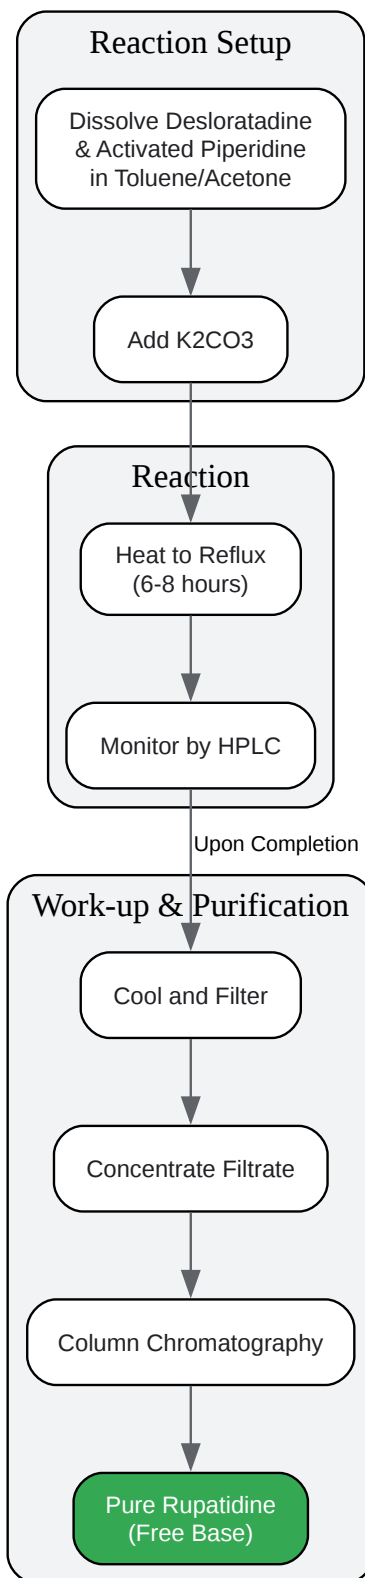 Reaction Setup
Dissolve Desloratadine
& Activated Piperidine
in Toluene/Acetone
Add K2CO3
Reaction
Heat to Reflux
(6-8 hours)
Monitor by HPLC
Upon Completion
Work-up & Purification
Cool and Filter
Concentrate Filtrate
Column Chromatography
Pure Rupatidine
(Free Base)